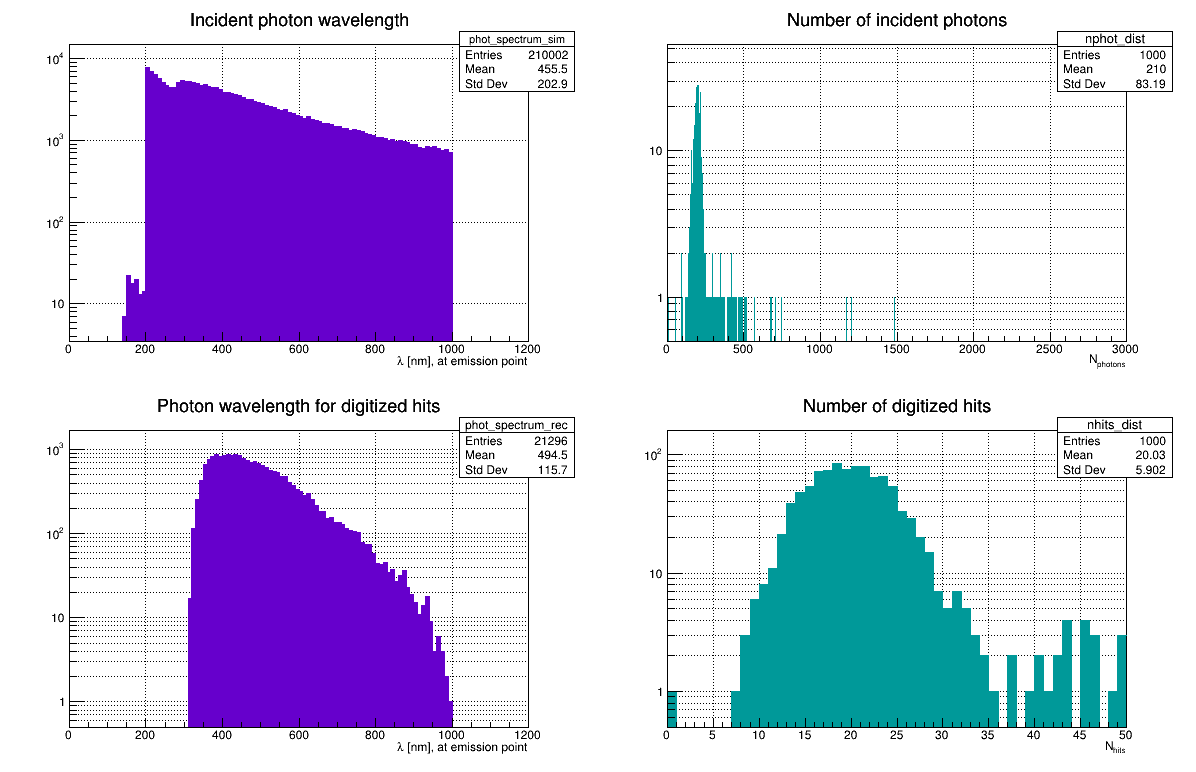 Incident photon wavelength
phot_spectrum_sim
Entries 210002
Mean 455.5
Std Dev 202.9
10⁴
10³
10²
10
0 200 400 600 800 1000 1200
λ [nm], at emission point
Number of incident photons
nphot_dist
Entries 1000
Mean 210
Std Dev 83.19
10
1
0 500 1000 1500 2000 2500 3000
N_photons
Photon wavelength for digitized hits
phot_spectrum_rec
Entries 21296
Mean 494.5
Std Dev 115.7
10³
10²
10
1
0 200 400 600 800 1000 1200
λ [nm], at emission point
Number of digitized hits
nhits_dist
Entries 1000
Mean 20.03
Std Dev 5.902
10²
10
1
0 5 10 15 20 25 30 35 40 45 50
N_hits